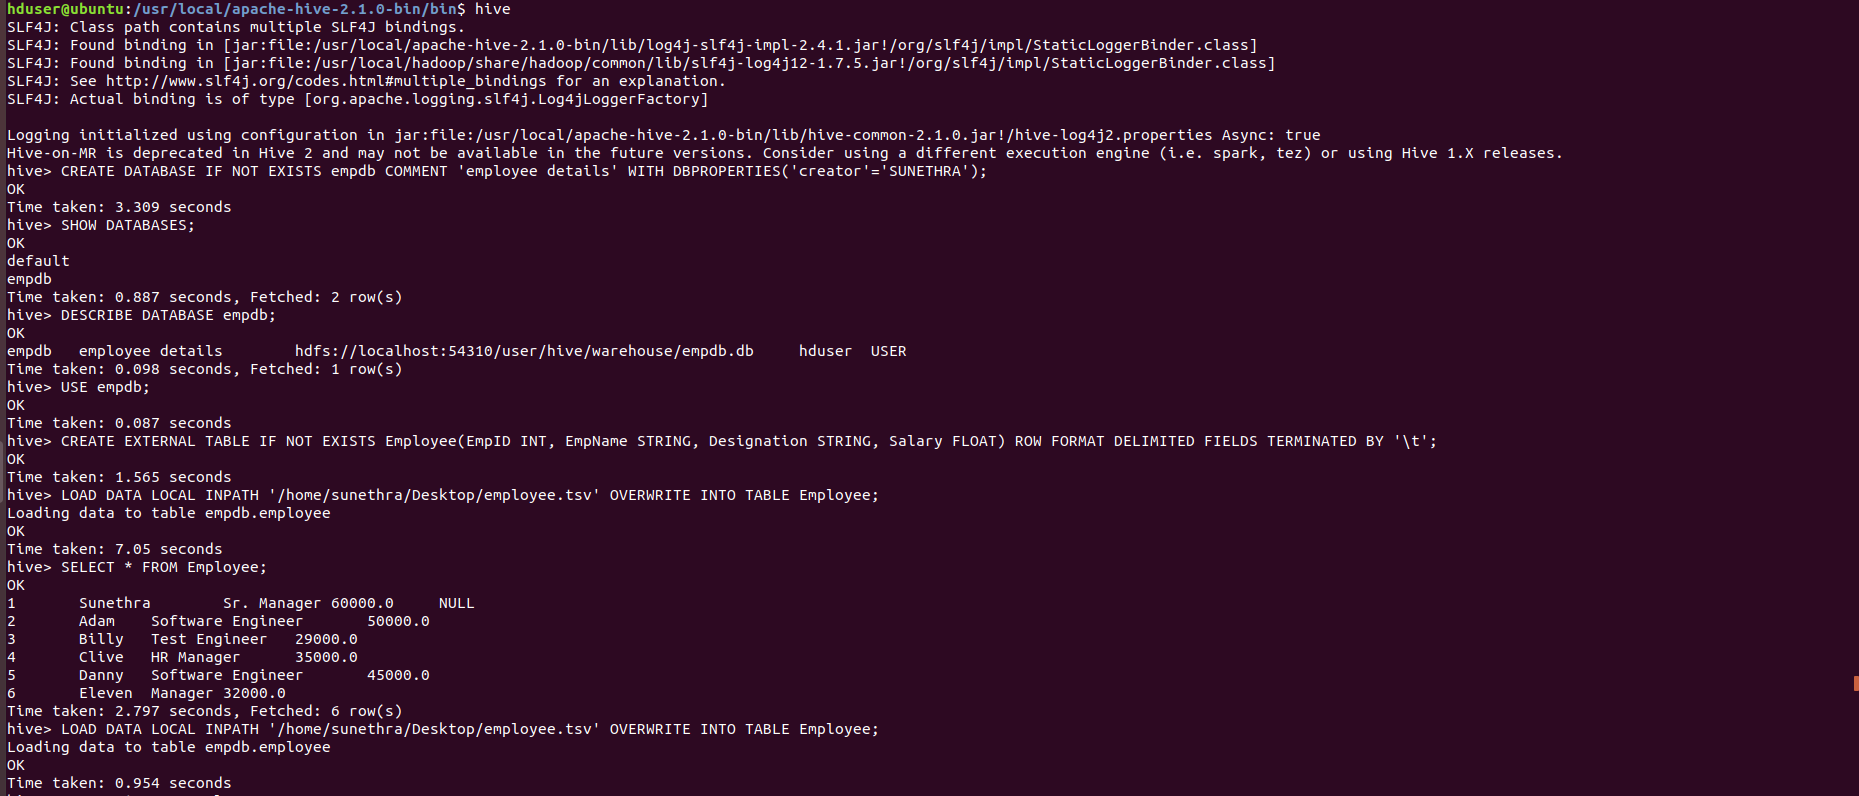 hduser@ubuntu:/usr/local/apache-hive-2.1.0-bin/bin$ hive
SLF4J: Class path contains multiple SLF4J bindings.
SLF4J: Found binding in [jar:file:/usr/local/apache-hive-2.1.0-bin/lib/log4j-slf4j-impl-2.4.1.jar!/org/slf4j/impl/StaticLoggerBinder.class]
SLF4J: Found binding in [jar:file:/usr/local/hadoop/share/hadoop/common/lib/slf4j-log4j12-1.7.5.jar!/org/slf4j/impl/StaticLoggerBinder.class]
SLF4J: See http://www.slf4j.org/codes.html#multiple_bindings for an explanation.
SLF4J: Actual binding is of type [org.apache.logging.slf4j.Log4jLoggerFactory]

Logging initialized using configuration in jar:file:/usr/local/apache-hive-2.1.0-bin/lib/hive-common-2.1.0.jar!/hive-log4j2.properties Async: true
Hive-on-MR is deprecated in Hive 2 and may not be available in the future versions. Consider using a different execution engine (i.e. spark, tez) or using Hive 1.X releases.
hive> CREATE DATABASE IF NOT EXISTS empdb COMMENT 'employee details' WITH DBPROPERTIES('creator'='SUNETHRA');
OK
Time taken: 3.309 seconds
hive> SHOW DATABASES;
OK
default
empdb
Time taken: 0.887 seconds, Fetched: 2 row(s)
hive> DESCRIBE DATABASE empdb;
OK
empdb	employee details	hdfs://localhost:54310/user/hive/warehouse/empdb.db	hduser	USER
Time taken: 0.098 seconds, Fetched: 1 row(s)
hive> USE empdb;
OK
Time taken: 0.087 seconds
hive> CREATE EXTERNAL TABLE IF NOT EXISTS Employee(EmpID INT, EmpName STRING, Designation STRING, Salary FLOAT) ROW FORMAT DELIMITED FIELDS TERMINATED BY '\t';
OK
Time taken: 1.565 seconds
hive> LOAD DATA LOCAL INPATH '/home/sunethra/Desktop/employee.tsv' OVERWRITE INTO TABLE Employee;
Loading data to table empdb.employee
OK
Time taken: 7.05 seconds
hive> SELECT * FROM Employee;
OK
1	Sunethra	Sr. Manager 60000.0	NULL
2	Adam	Software Engineer	50000.0
3	Billy	Test Engineer	29000.0
4	Clive	HR Manager	35000.0
5	Danny	Software Engineer	45000.0
6	Eleven	Manager 32000.0
Time taken: 2.797 seconds, Fetched: 6 row(s)
hive> LOAD DATA LOCAL INPATH '/home/sunethra/Desktop/employee.tsv' OVERWRITE INTO TABLE Employee;
Loading data to table empdb.employee
OK
Time taken: 0.954 seconds